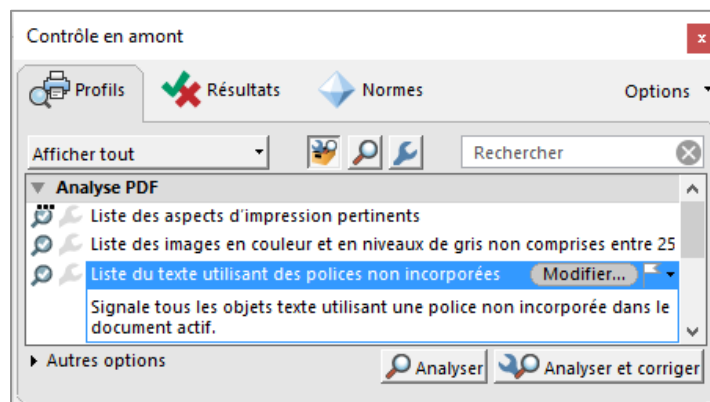 Contrôle en amont
x
Profils Résultats Normes Options
Afficher tout Rechercher
Analyse PDF
Liste des aspects d'impression pertinents
Liste des images en couleur et en niveaux de gris non comprises entre 25
Liste du texte utilisant des polices non incorporées Modifier...
Signale tous les objets texte utilisant une police non incorporée dans le
document actif.
Autres options Analyser Analyser et corriger